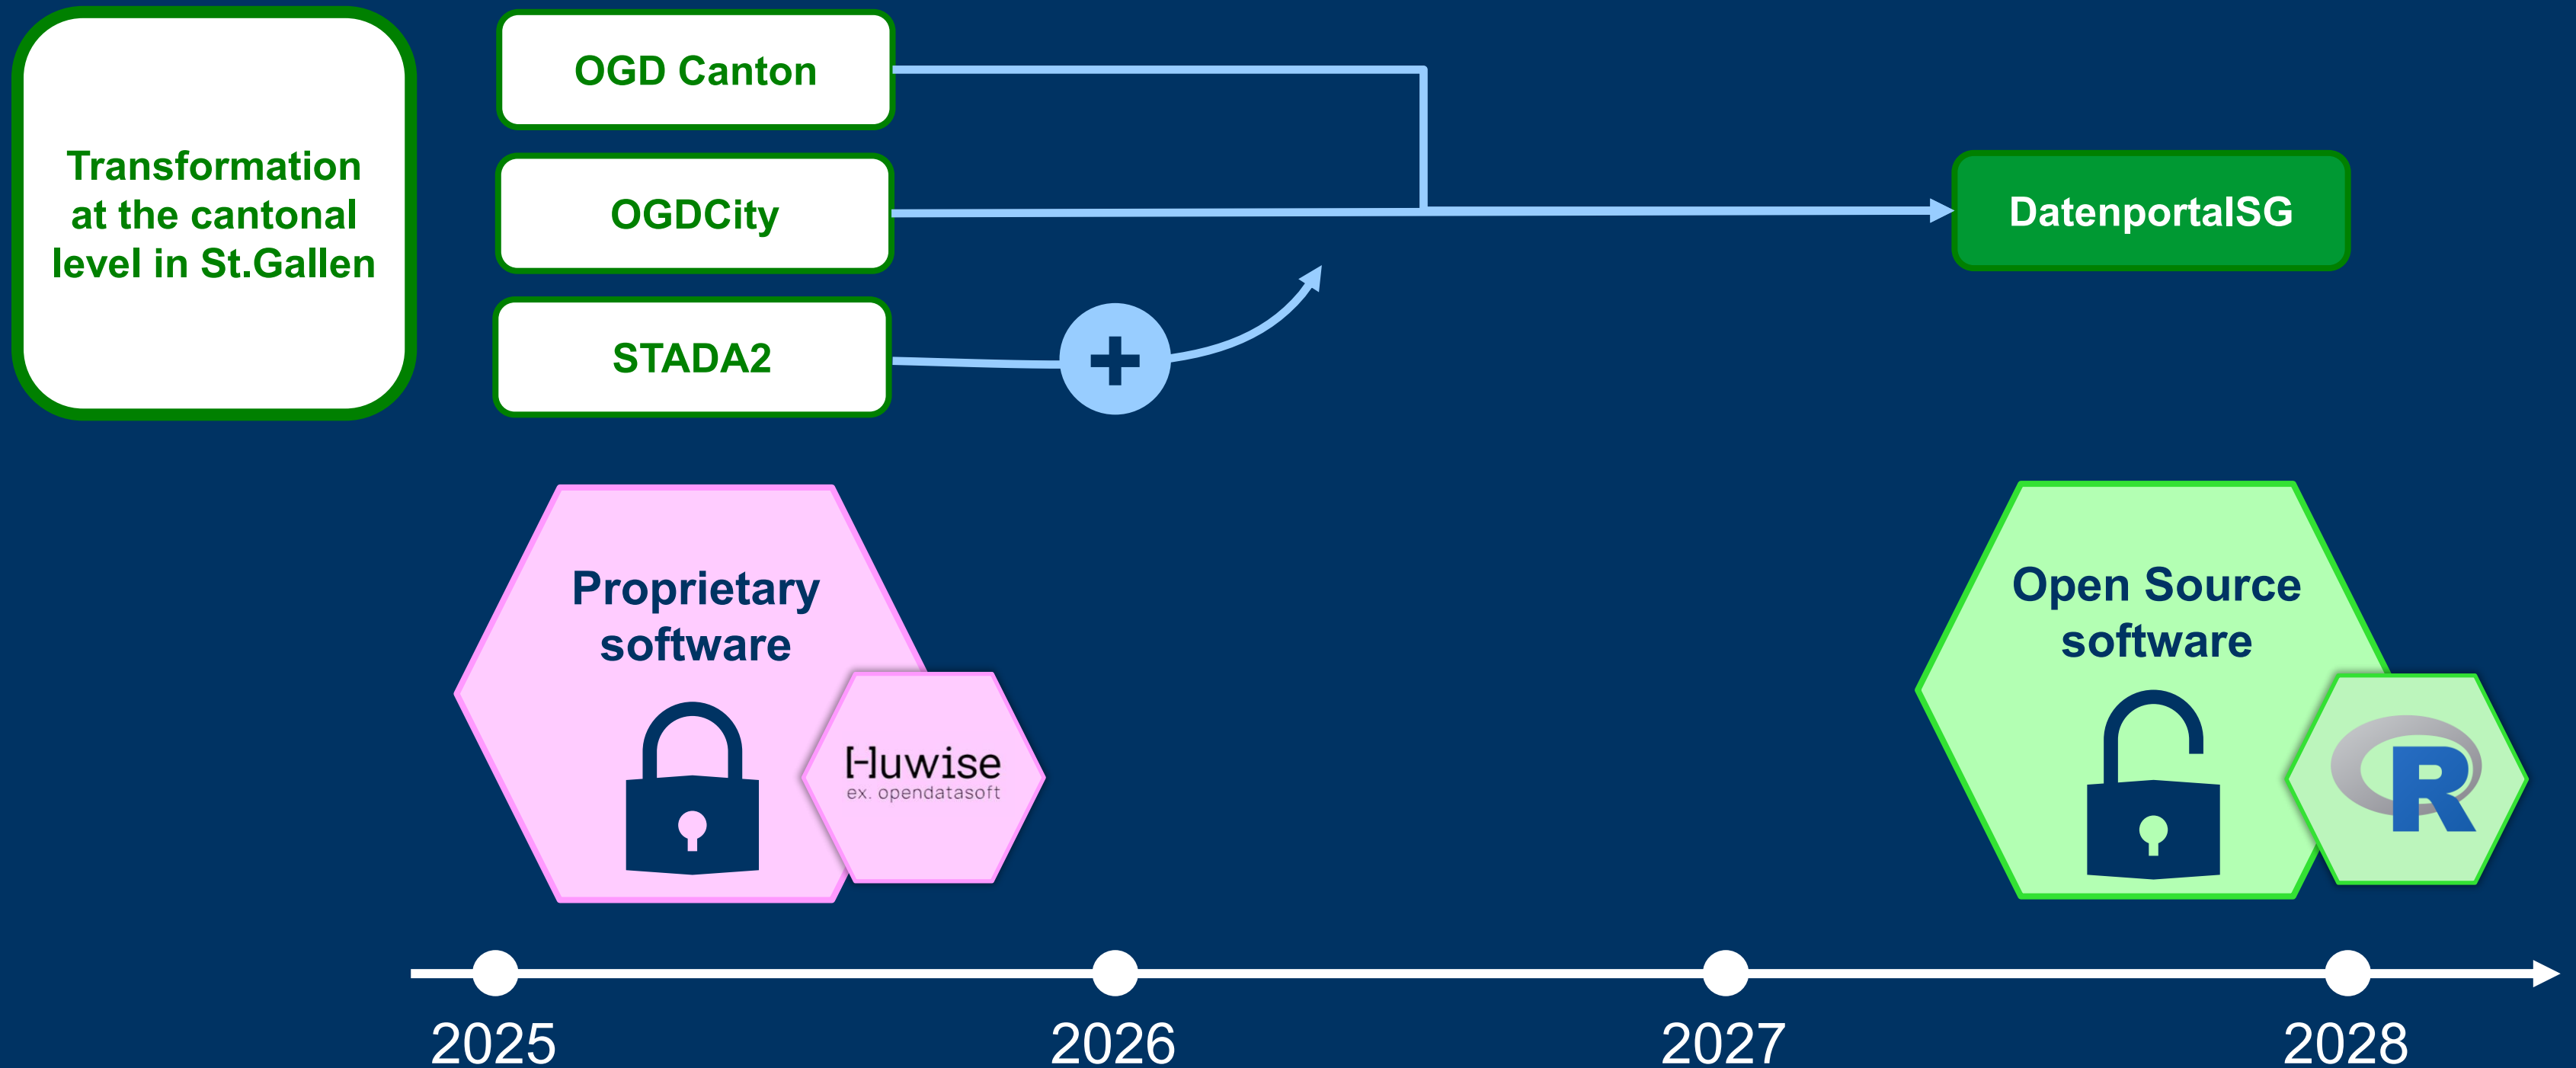 Transformation
at the cantonal
level in St.Gallen
OGD Canton
OGDCity
STADA2
+
DatenportalSG
Proprietary
software
Huwise
ex. opendatasoft
Open Source
software
R
2025
2026
2027
2028